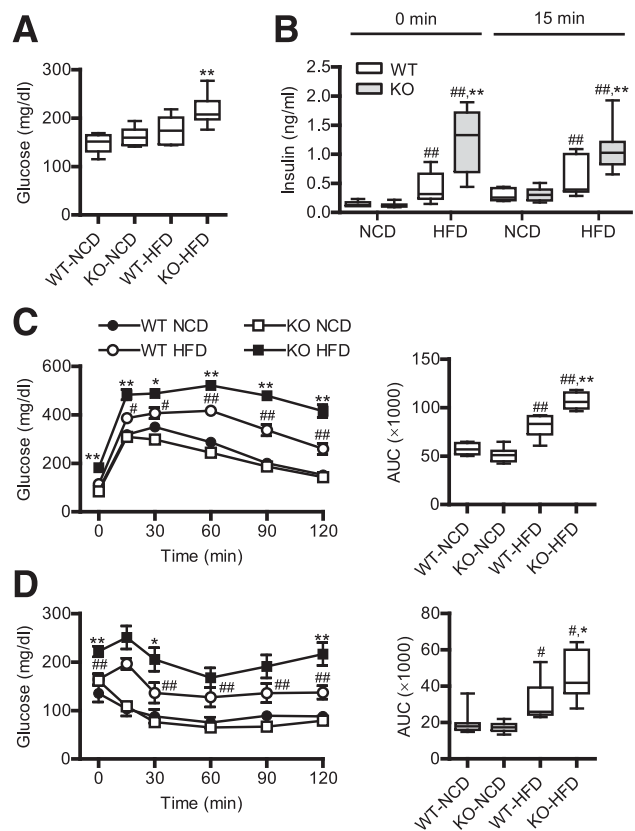 A
Glucose (mg/dl)
300
200
100
0
**
WT-NCD
KO-NCD
WT-HFD
KO-HFD
B
0 min
15 min
Insulin (ng/ml)
2.5
2.0
1.5
1.0
0.5
0.0
WT
KO
##
##,**
##
##,**
NCD
HFD
NCD
HFD
C
WT NCD
KO NCD
WT HFD
KO HFD
Glucose (mg/dl)
600
400
200
0
**
**
*
**
**
**
#
#
##
##
##
0
30
60
90
120
Time (min)
AUC (×1000)
150
100
50
0
##
##,**
WT-NCD
KO-NCD
WT-HFD
KO-HFD
D
Glucose (mg/dl)
300
200
100
0
**
*
**
##
##
##
##
##
0
30
60
90
120
Time (min)
AUC (×1000)
80
60
40
20
0
#
#,*
WT-NCD
KO-NCD
WT-HFD
KO-HFD